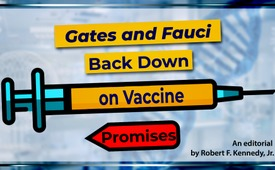 Gates and Fauci
Back Down
on Vaccine
Promises
An editorial
by Robert F. Kennedy, Jr.